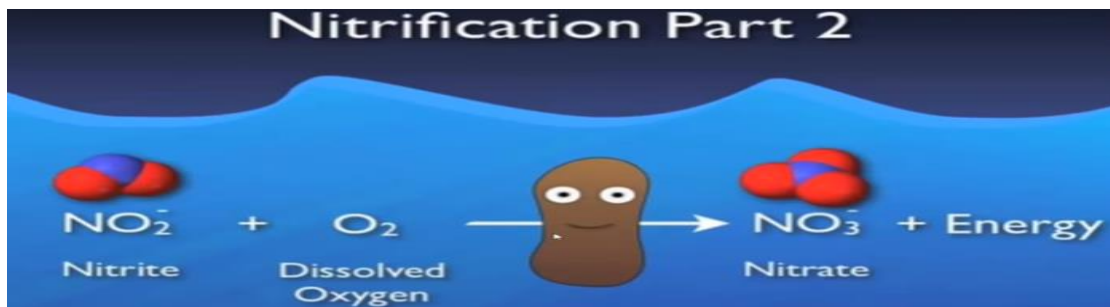 Nitrification Part 2
NO₂⁻ + O₂ NO₃⁻ + Energy
Nitrite Dissolved Oxygen Nitrate